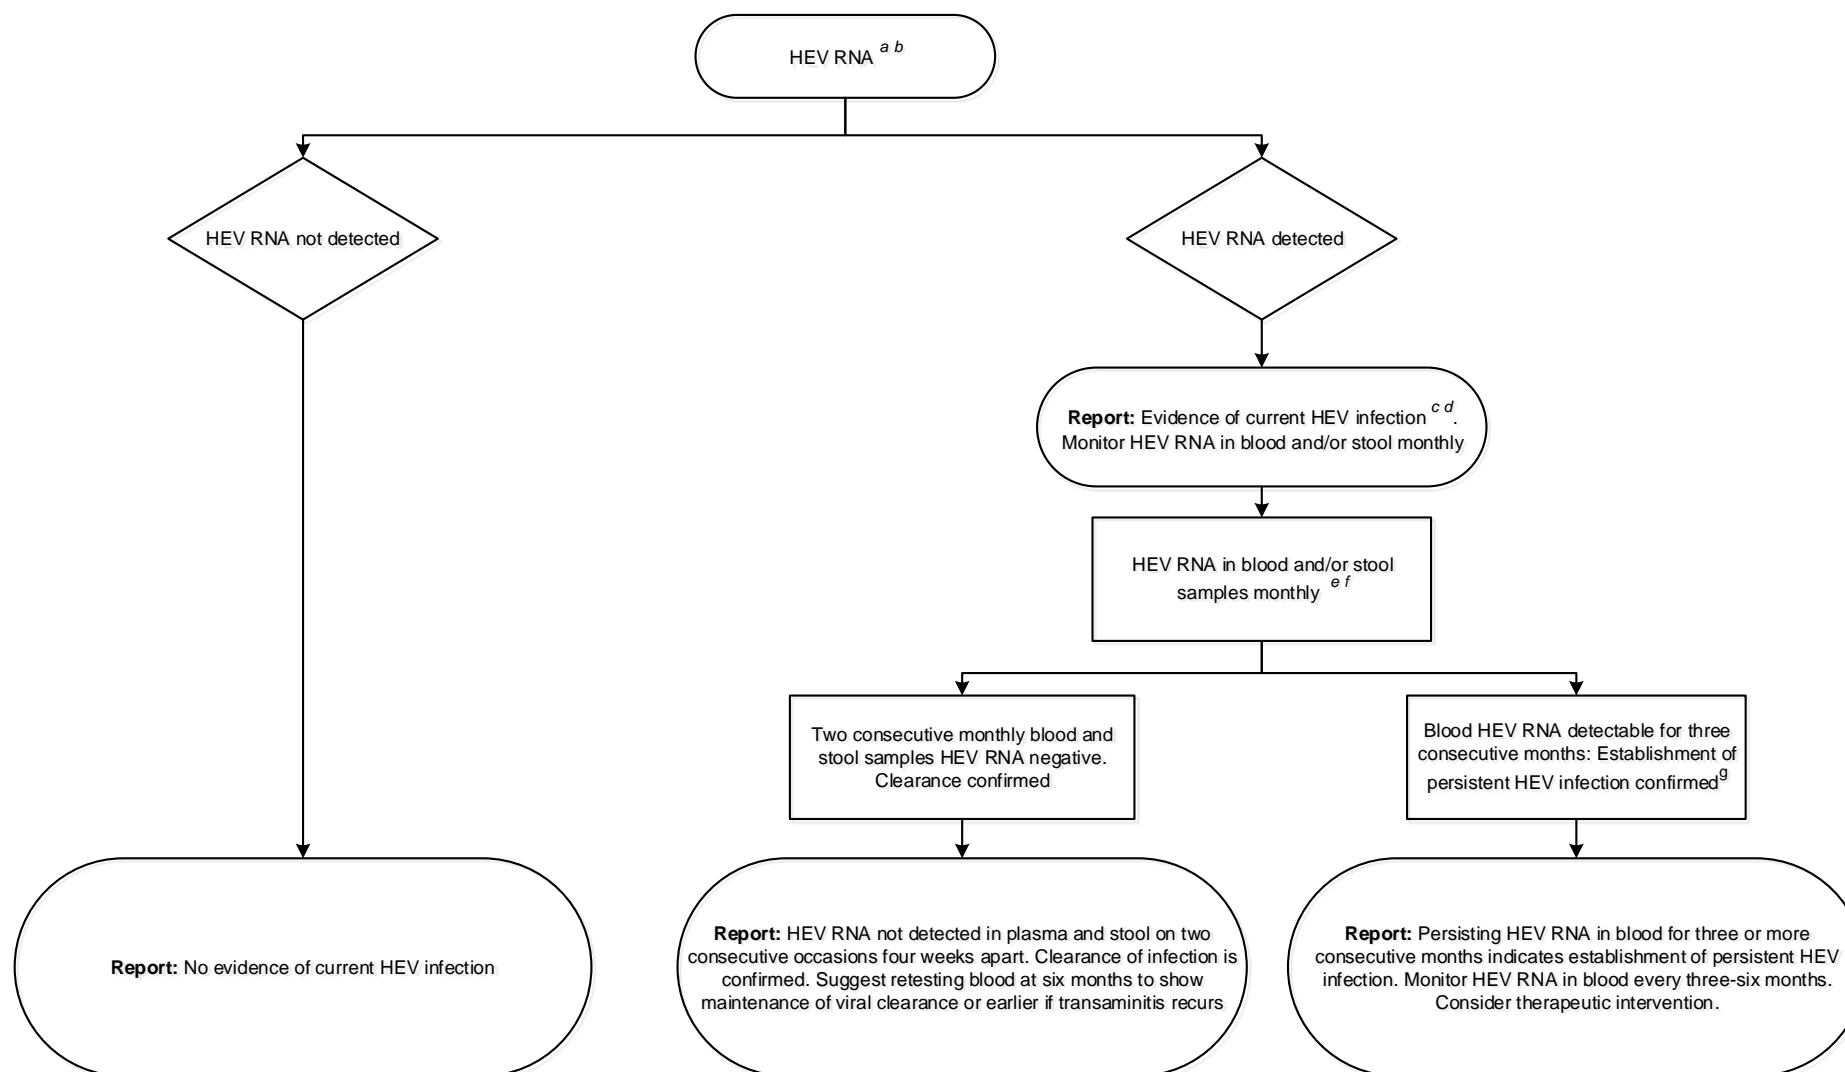 HEV RNA a b
HEV RNA not detected
HEV RNA detected
Report: Evidence of current HEV infection c d.
Monitor HEV RNA in blood and/or stool monthly
HEV RNA in blood and/or stool
samples monthly e f
Two consecutive monthly blood and
stool samples HEV RNA negative.
Clearance confirmed
Blood HEV RNA detectable for three
consecutive months: Establishment of
persistent HEV infection confirmedg
Report: No evidence of current HEV infection
Report: HEV RNA not detected in plasma and stool on two
consecutive occasions four weeks apart. Clearance of infection is
confirmed. Suggest retesting blood at six months to show
maintenance of viral clearance or earlier if transaminitis recurs
Report: Persisting HEV RNA in blood for three or more
consecutive months indicates establishment of persistent HEV
infection. Monitor HEV RNA in blood every three-six months.
Consider therapeutic intervention.